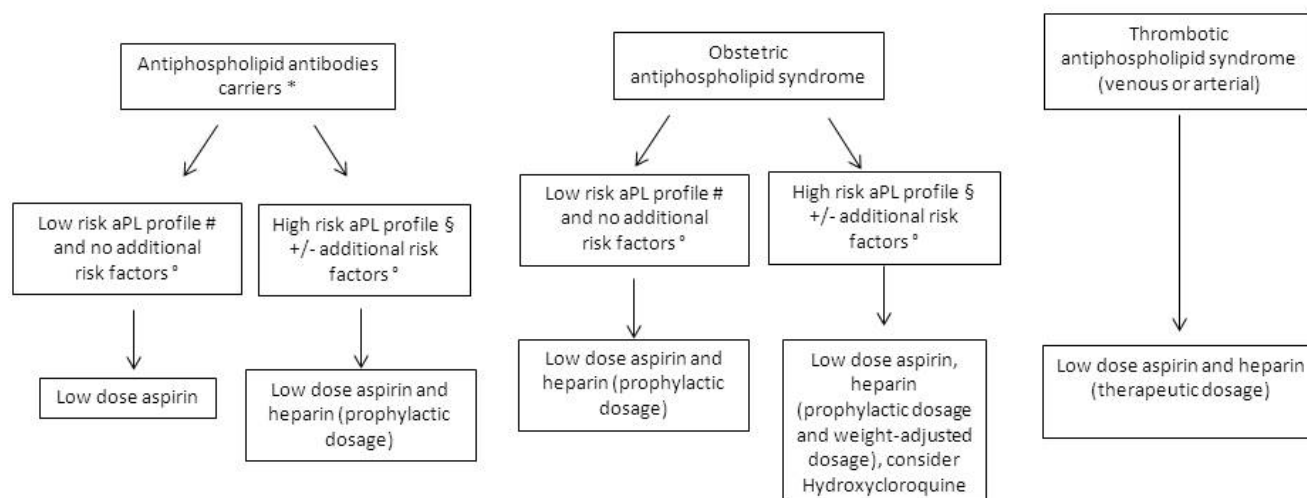 Antiphospholipid antibodies
carriers *
Obstetric
antiphospholipid syndrome
Thrombotic
antiphospholipid syndrome
(venous or arterial)
Low risk aPL profile #
and no additional
risk factors °
High risk aPL profile §
+/- additional risk
factors °
Low risk aPL profile #
and no additional
risk factors °
High risk aPL profile §
+/- additional risk
factors °
Low dose aspirin
Low dose aspirin and
heparin (prophylactic
dosage)
Low dose aspirin and
heparin (prophylactic
dosage)
Low dose aspirin,
heparin
(prophylactic dosage
and weight-adjusted
dosage), consider
Hydroxycloroquine
Low dose aspirin and heparin
(therapeutic dosage)